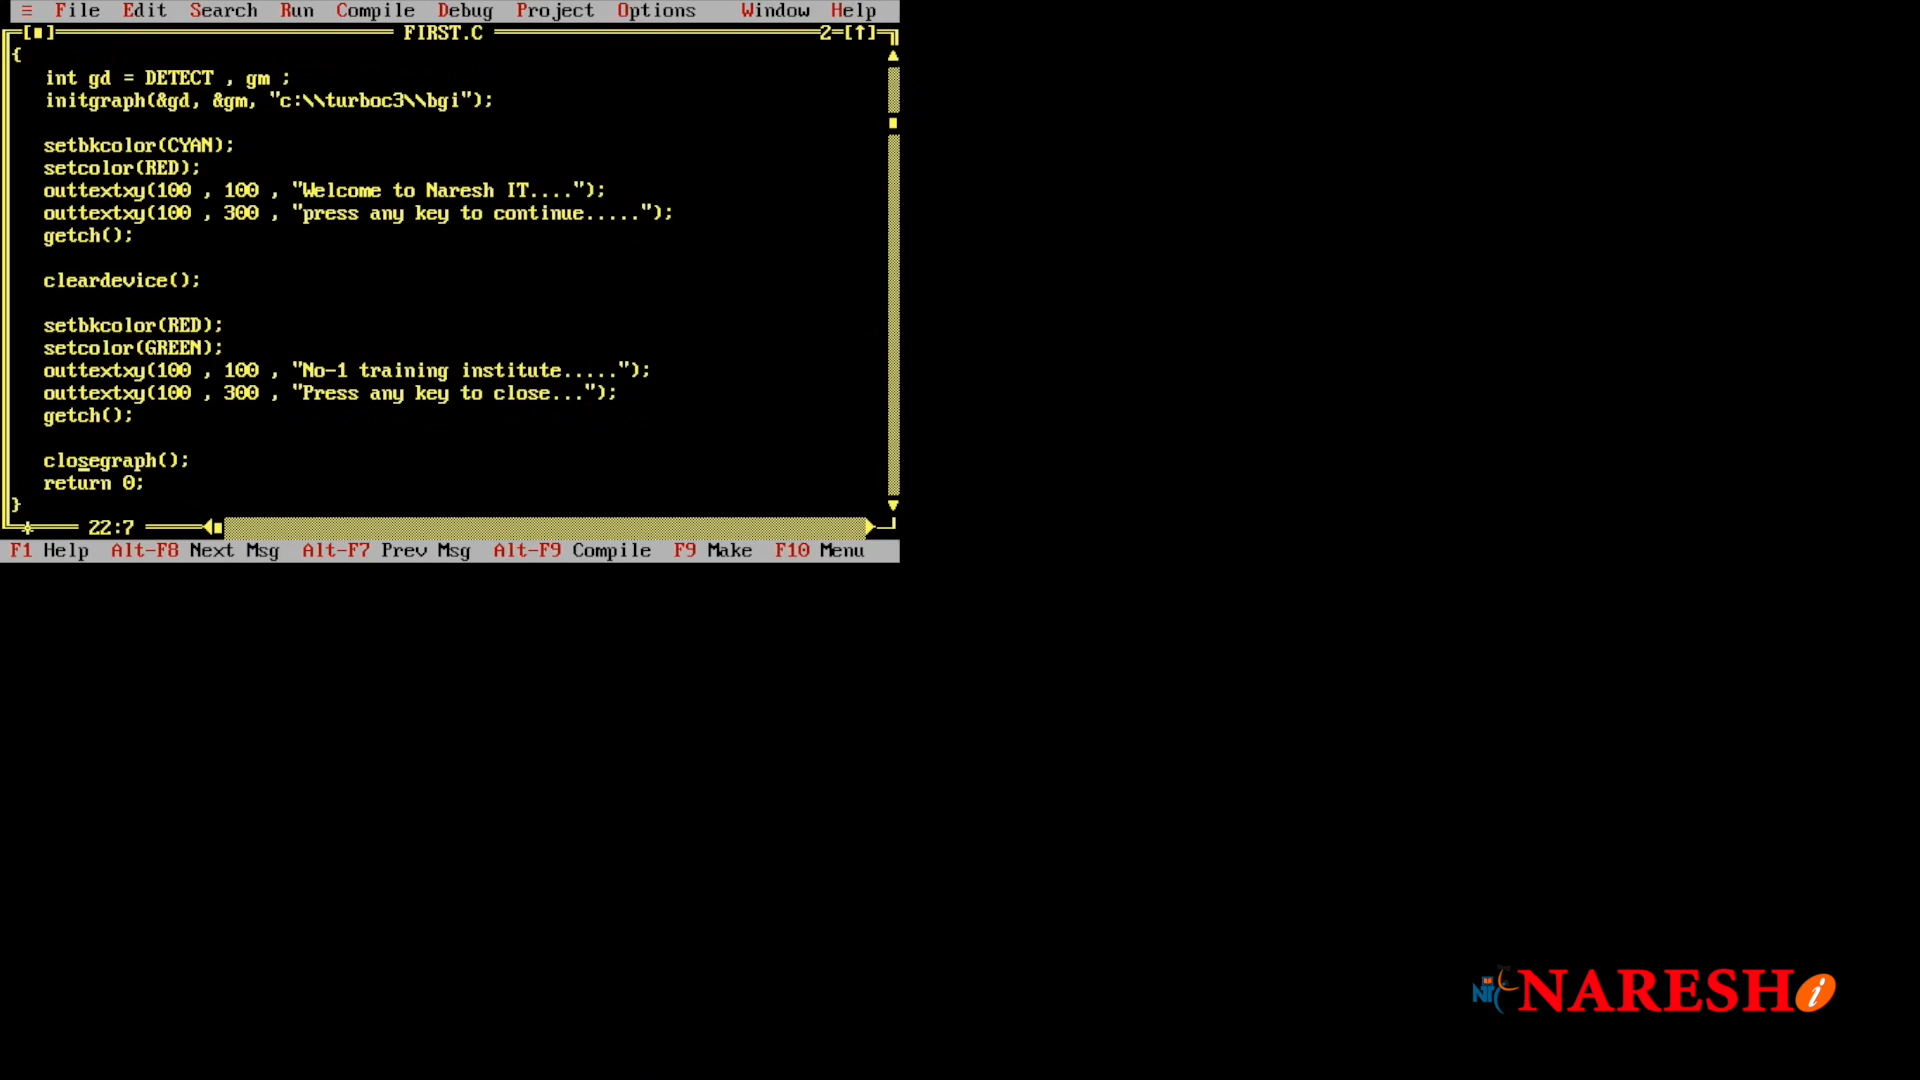 ≡ File Edit Search Run Compile Debug Project Options Window Help
[■] FIRST.C 2=[↑]
{
int gd = DETECT , gm ;
initgraph(&gd, &gm, "c:\\turboc3\\bgi");
setbkcolor(CYAN);
setcolor(RED);
outtextxy(100 , 100 , "Welcome to Naresh IT....");
outtextxy(100 , 300 , "press any key to continue.....");
getch();
cleardevice();
setbkcolor(RED);
setcolor(GREEN);
outtextxy(100 , 100 , "No-1 training institute.....");
outtextxy(100 , 300 , "Press any key to close...");
getch();
closegraph();
return 0;
}
* 22:7
F1 Help Alt-F8 Next Msg Alt-F7 Prev Msg Alt-F9 Compile F9 Make F10 Menu
NARESH i